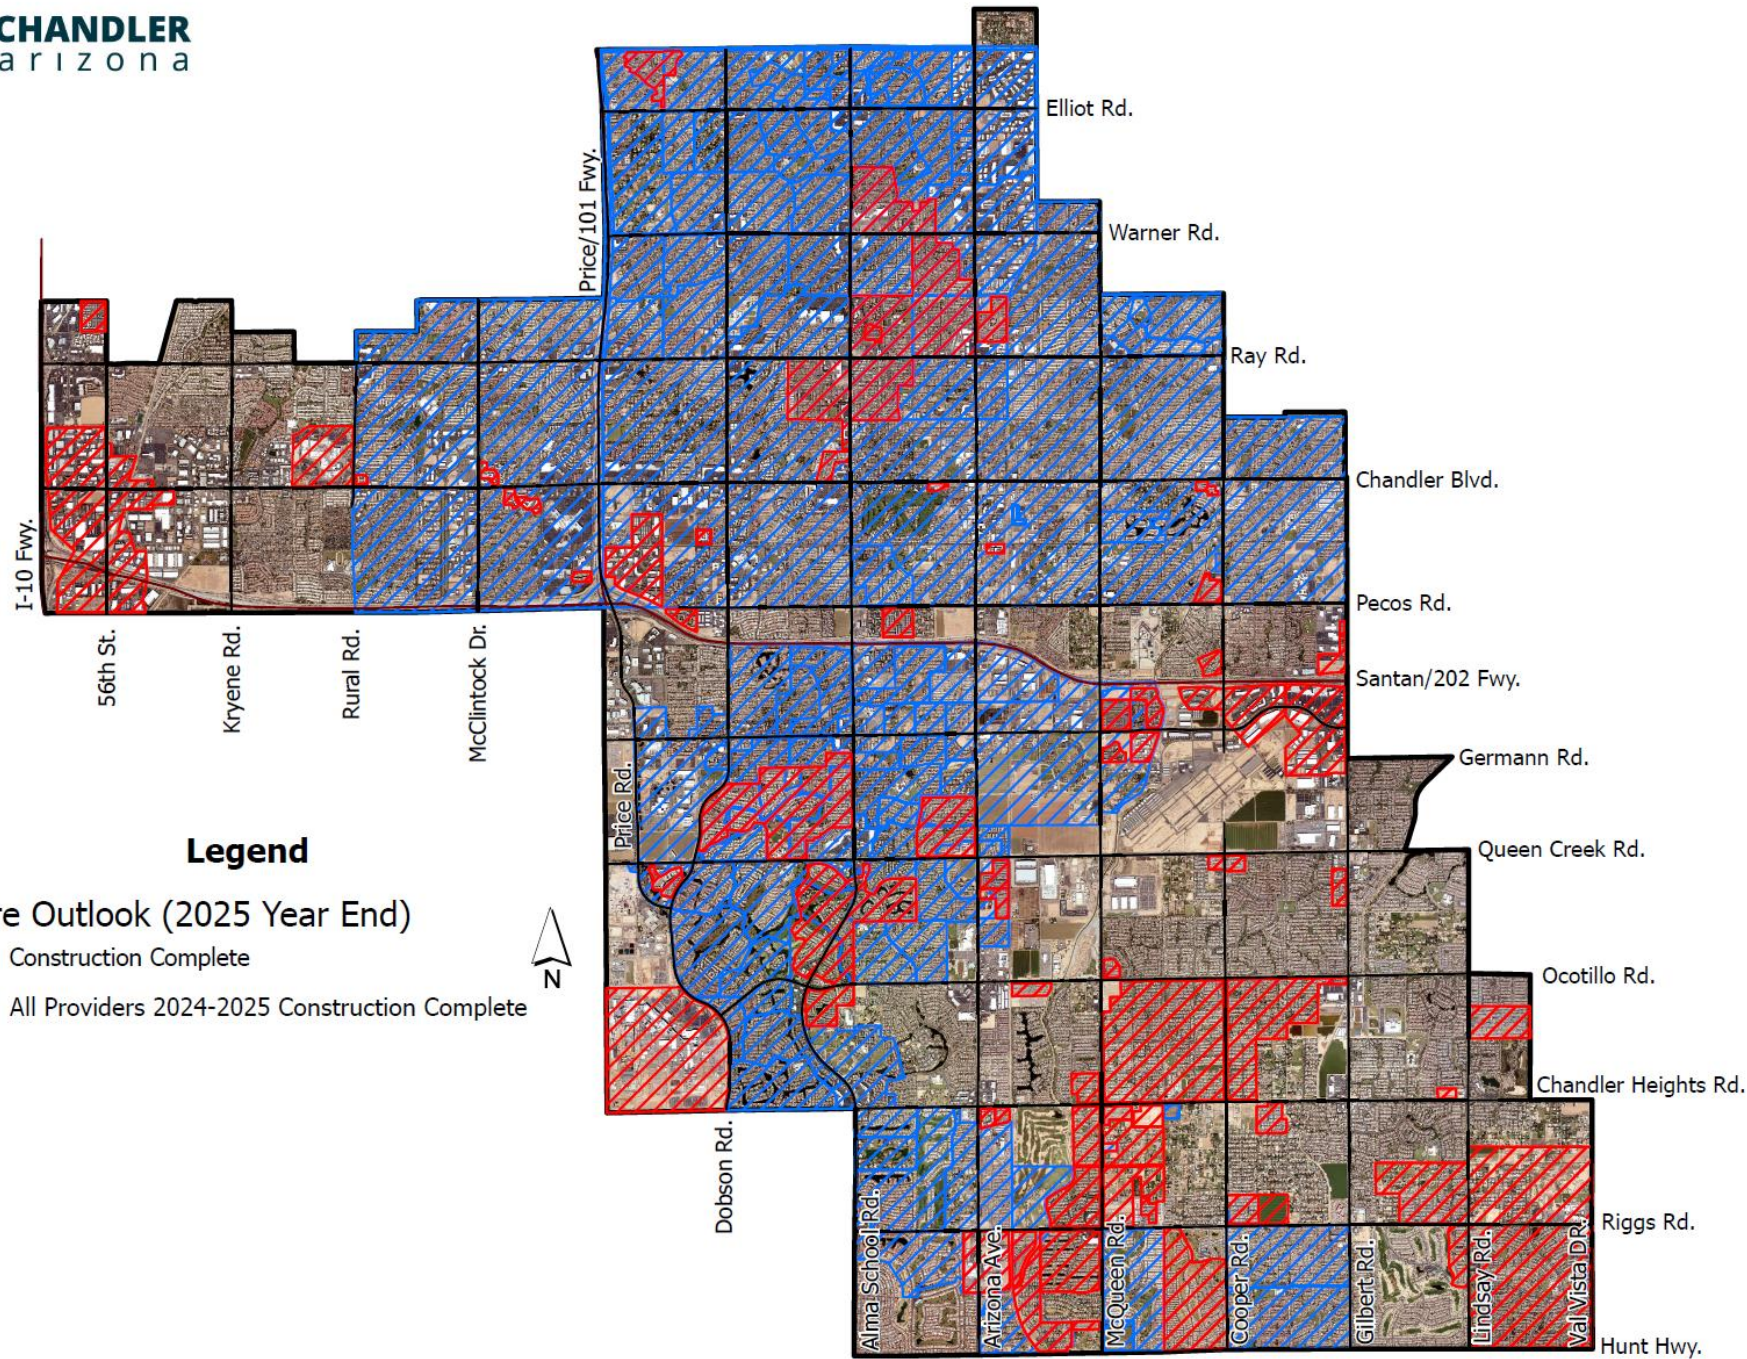 CHANDLER
arizona
Elliot Rd.
Price/101 Fwy.
Warner Rd.
Ray Rd.
Chandler Blvd.
I-10 Fwy.
Pecos Rd.
56th St.
Kryene Rd.
Rural Rd.
McClintock Dr.
Santan/202 Fwy.
Germann Rd.
Price Rd.
Legend
Queen Creek Rd.
re Outlook (2025 Year End)
Construction Complete
N
Ocotillo Rd.
All Providers 2024-2025 Construction Complete
Chandler Heights Rd.
Dobson Rd.
Alma School Rd.
Arizona Ave.
McQueen Rd.
Cooper Rd.
Gilbert Rd.
Lindsay Rd.
Val Vista DR.
Riggs Rd.
Hunt Hwy.